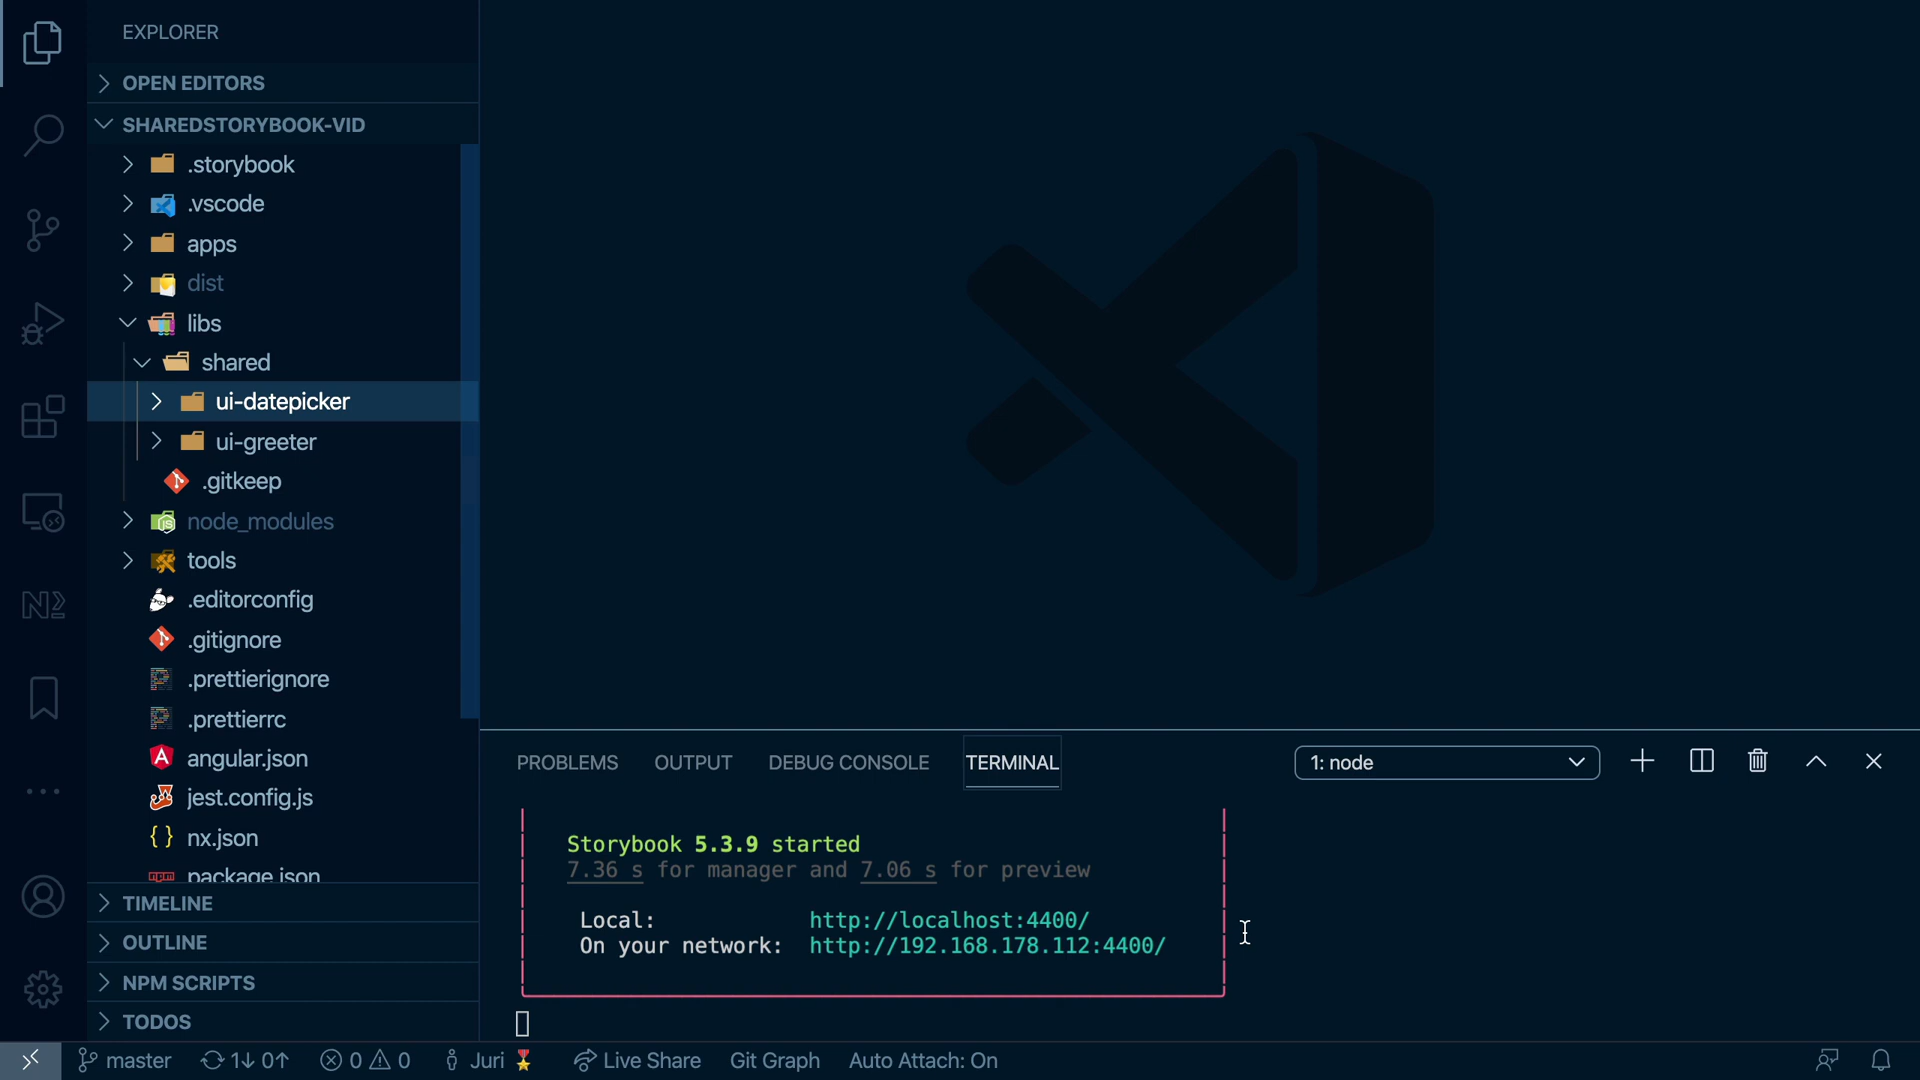 EXPLORER
OPEN EDITORS
SHAREDSTORYBOOK-VID
.storybook
.vscode
apps
dist
libs
shared
ui-datepicker
ui-greeter
.gitkeep
node_modules
tools
.editorconfig
.gitignore
.prettierignore
.prettierrc
angular.json
jest.config.js
nx.json
package.json
TIMELINE
OUTLINE
NPM SCRIPTS
TODOS
PROBLEMS OUTPUT DEBUG CONSOLE TERMINAL 1: node
Storybook 5.3.9 started
7.36 s for manager and 7.06 s for preview
Local: http://localhost:4400/
On your network: http://192.168.178.112:4400/
master 1↓ 0↑ 0 0 Juri Live Share Git Graph Auto Attach: On